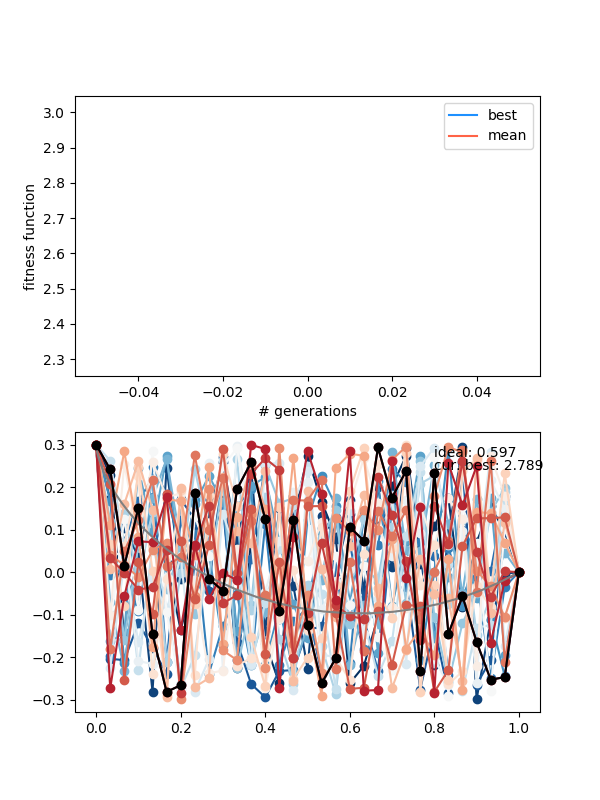 3.0
2.9
2.8
2.7
2.6
2.5
2.4
2.3
fitness function
best
mean
−0.04 −0.02 0.00 0.02 0.04
# generations
0.3
0.2
0.1
0.0
−0.1
−0.2
−0.3
ideal: 0.597
cur. best: 2.789
0.0 0.2 0.4 0.6 0.8 1.0